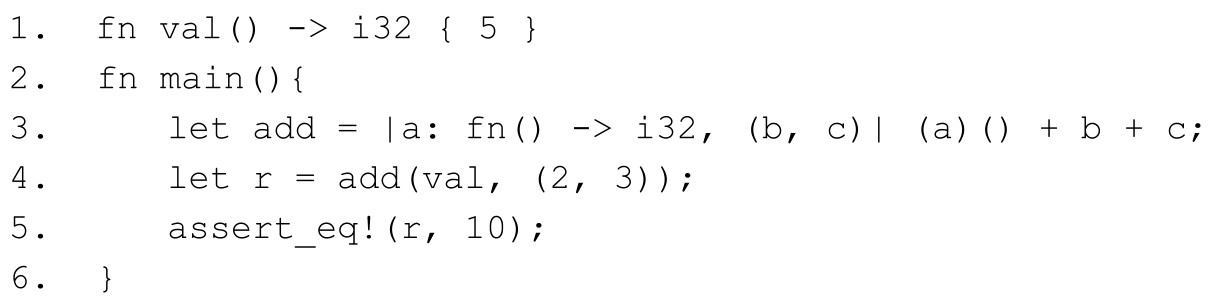 1. fn val() -> i32 { 5 }
2. fn main(){
3.     let add = |a: fn() -> i32, (b, c)| (a)() + b + c;
4.     let r = add(val, (2, 3));
5.     assert_eq!(r, 10);
6. }